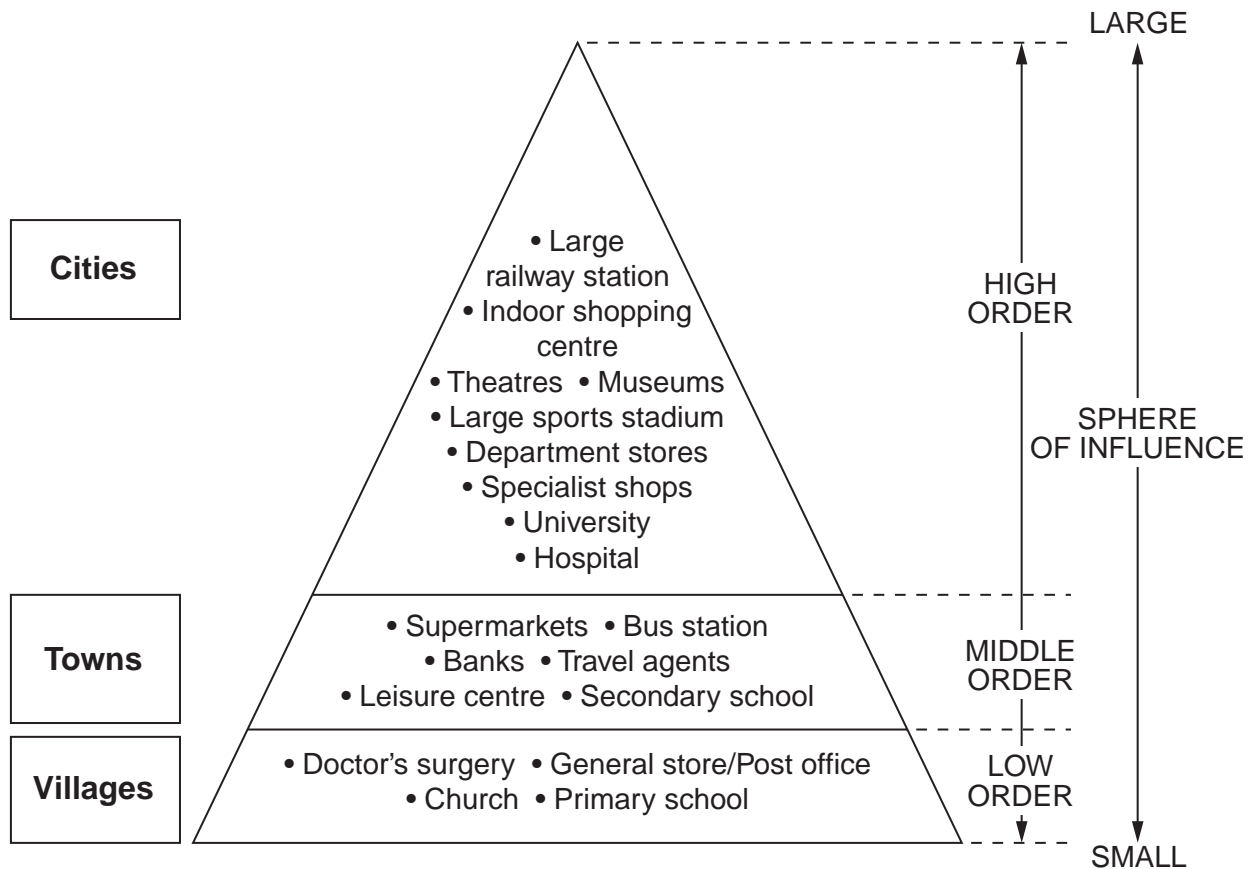 LARGE
Cities
• Large
railway station
• Indoor shopping
centre
• Theatres • Museums
• Large sports stadium
• Department stores
• Specialist shops
• University
• Hospital
HIGH
ORDER
SPHERE
OF INFLUENCE
Towns
• Supermarkets • Bus station
• Banks • Travel agents
• Leisure centre • Secondary school
MIDDLE
ORDER
Villages
• Doctor’s surgery • General store/Post office
• Church • Primary school
LOW
ORDER
SMALL